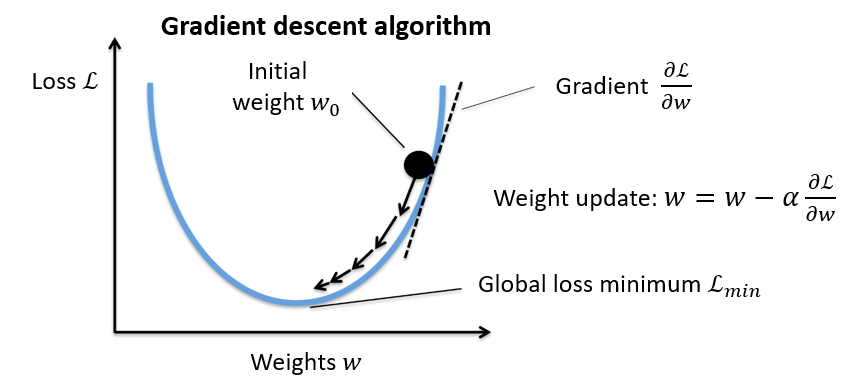 Gradient descent algorithm
Loss ℒ
Initial
weight w₀
Gradient ∂ℒ/∂w
Weight update: w = w − α ∂ℒ/∂w
Global loss minimum ℒₘᵢₙ
Weights w